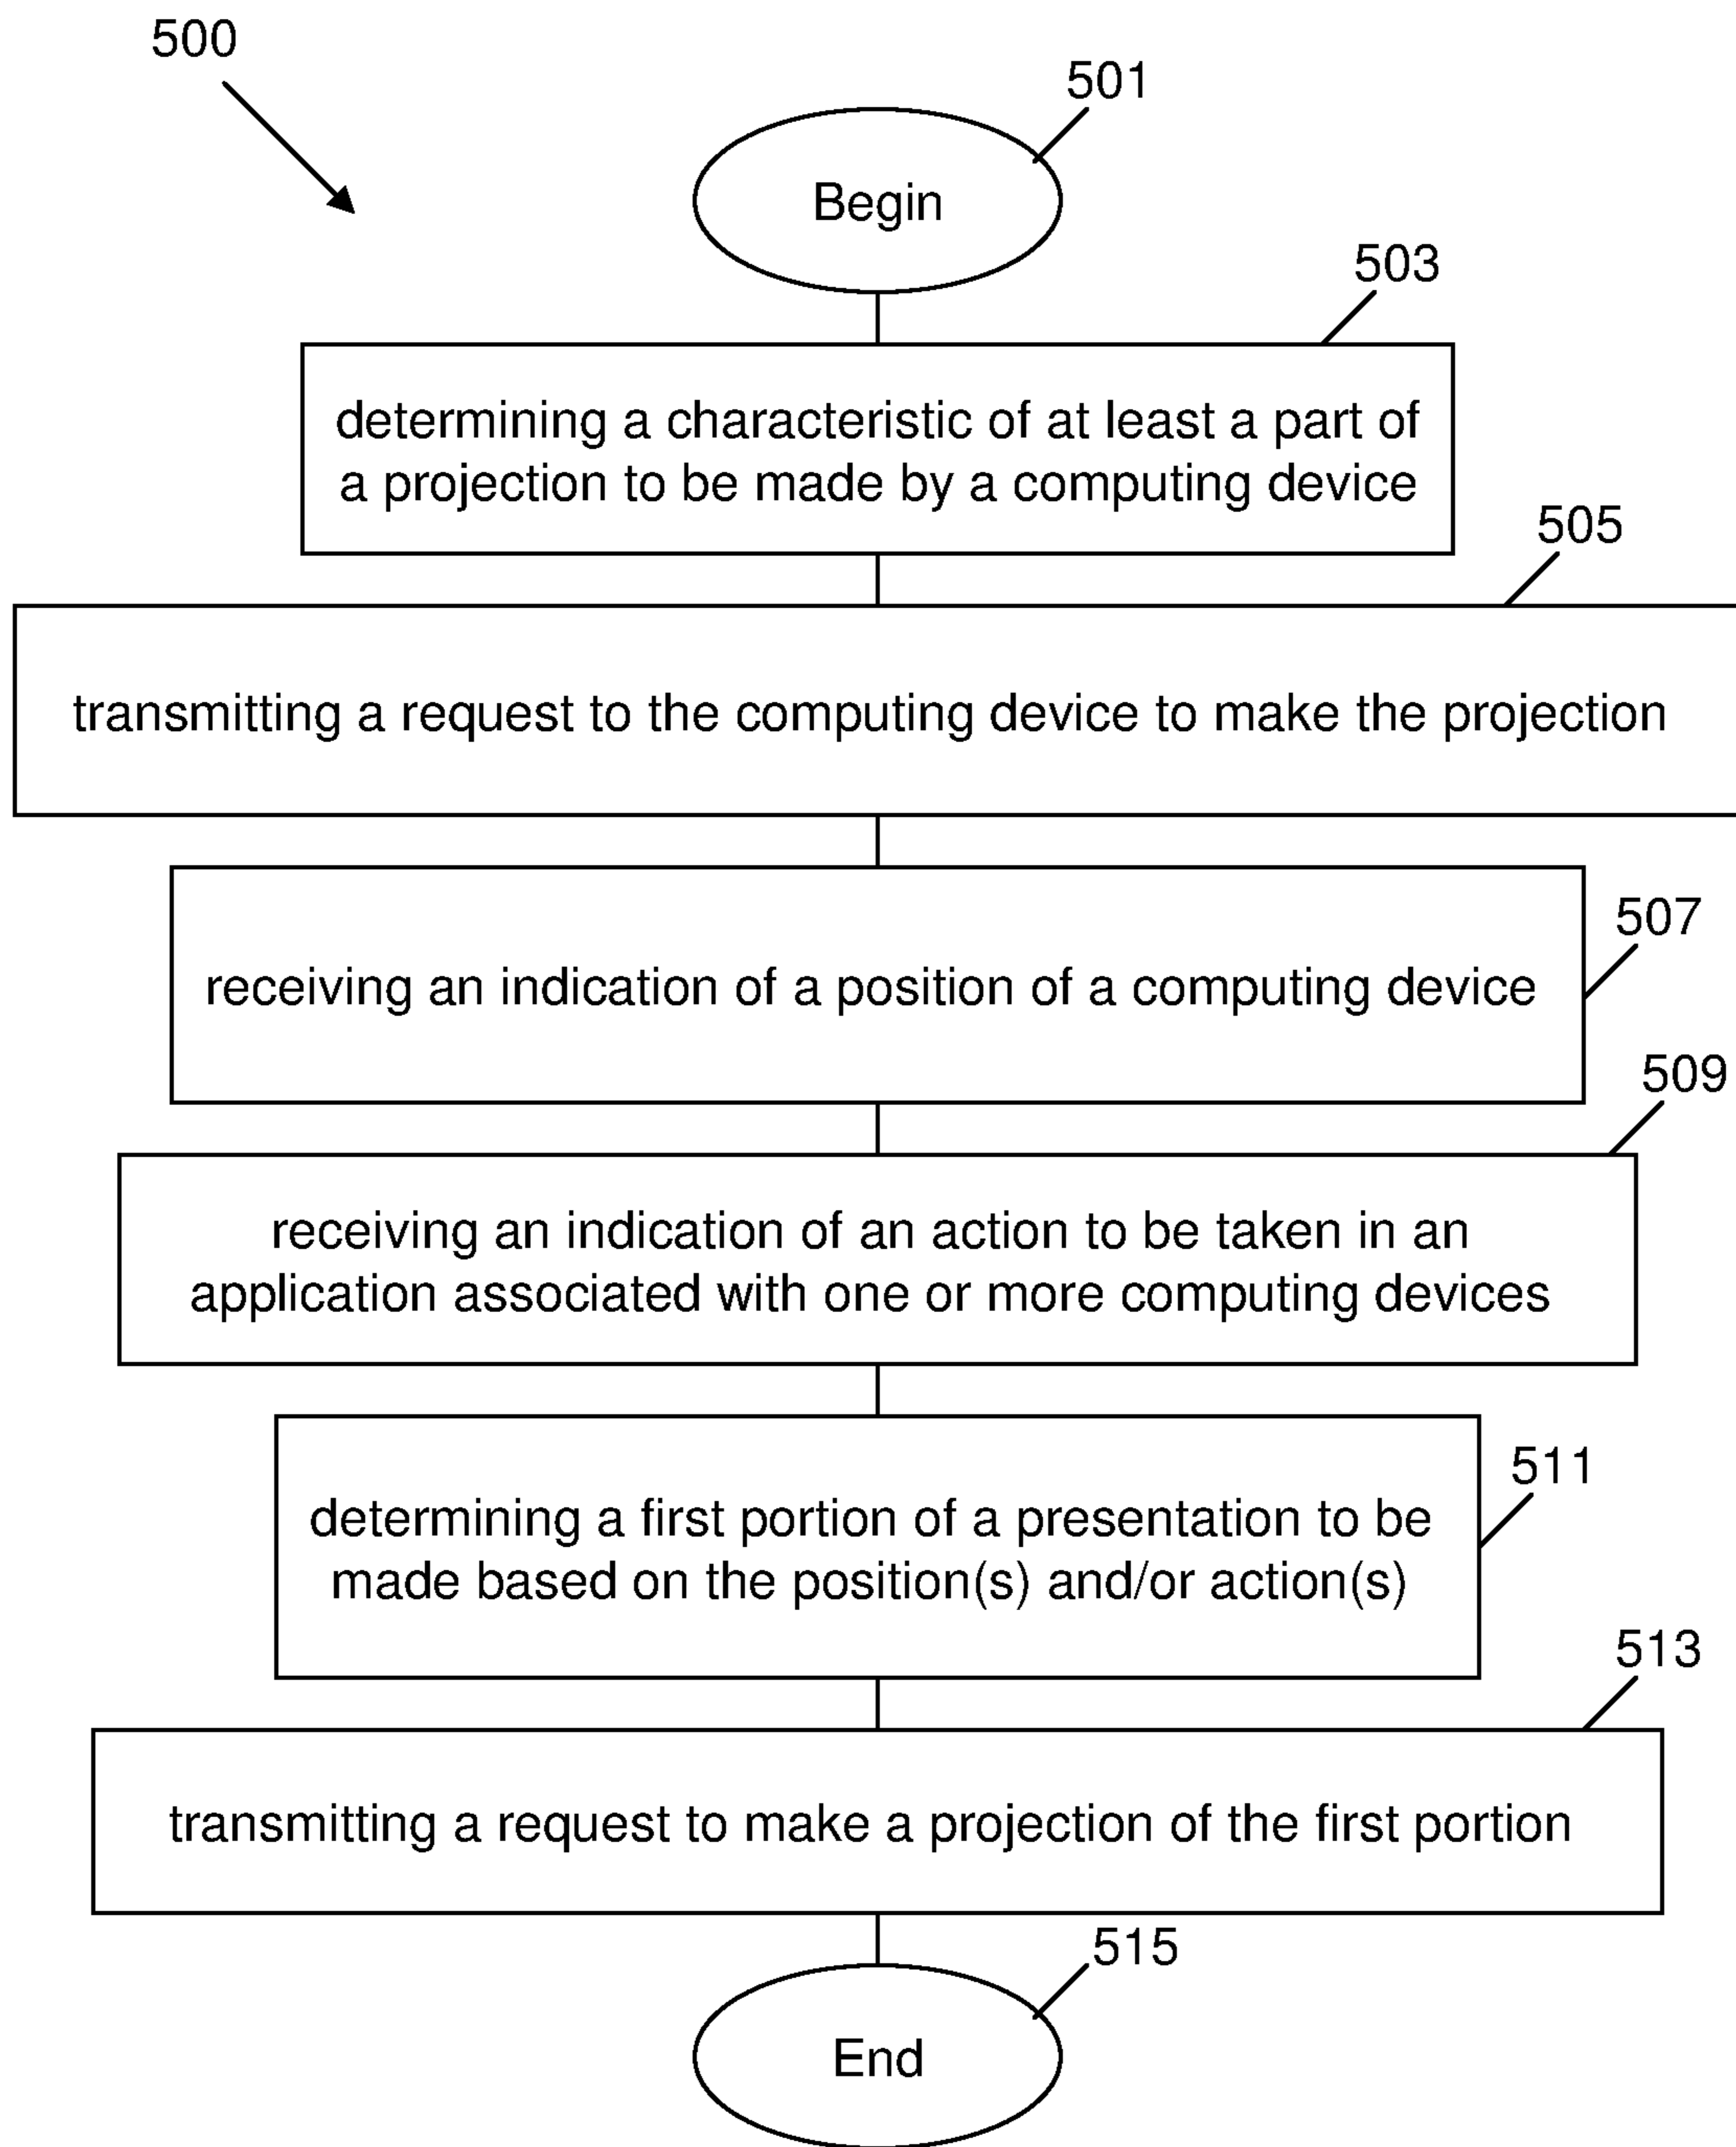 500
501
Begin
503
determining a characteristic of at least a part of
a projection to be made by a computing device
505
transmitting a request to the computing device to make the projection
507
receiving an indication of a position of a computing device
509
receiving an indication of an action to be taken in an
application associated with one or more computing devices
511
determining a first portion of a presentation to be
made based on the position(s) and/or action(s)
513
transmitting a request to make a projection of the first portion
515
End